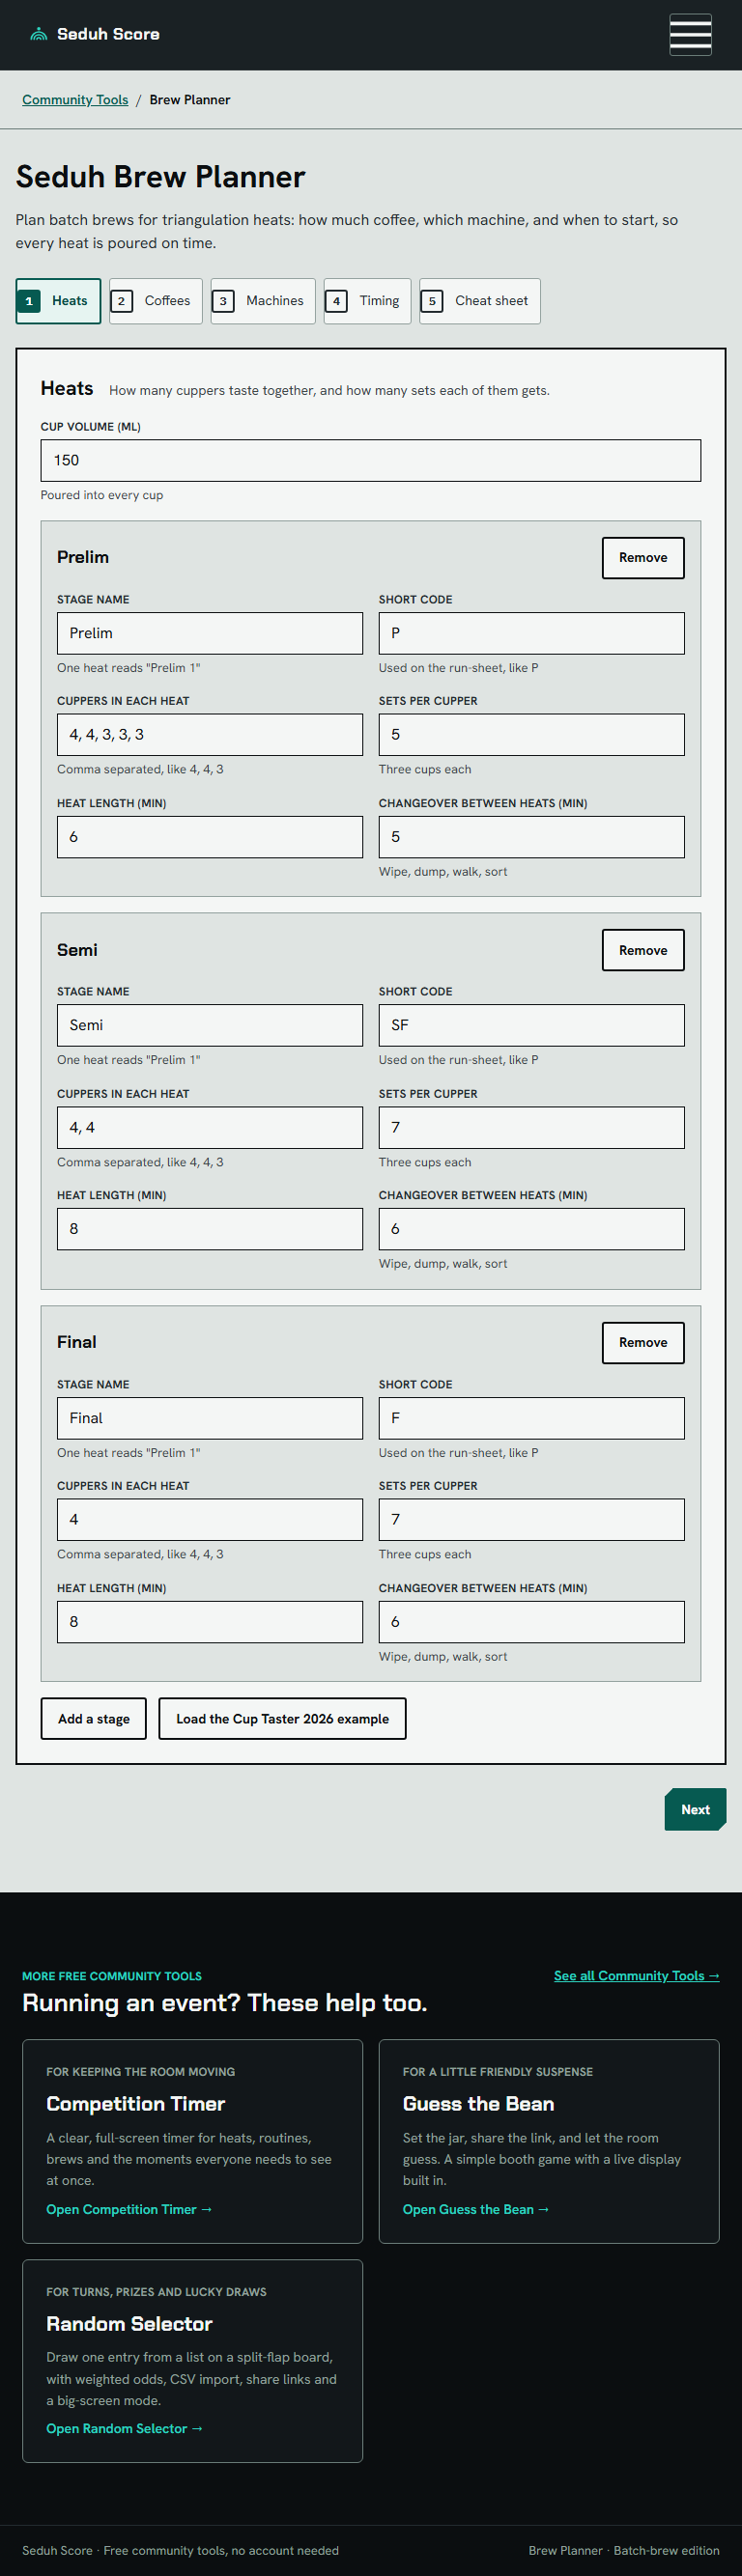 Seduh Score
Community Tools / Brew Planner
Seduh Brew Planner
Plan batch brews for triangulation heats: how much coffee, which machine, and when to start, so
every heat is poured on time.
1 Heats 2 Coffees 3 Machines 4 Timing 5 Cheat sheet
Heats How many cuppers taste together, and how many sets each of them gets.
CUP VOLUME (ML)
150
Poured into every cup
Prelim Remove
STAGE NAME SHORT CODE
Prelim P
One heat reads "Prelim 1" Used on the run-sheet, like P
CUPPERS IN EACH HEAT SETS PER CUPPER
4, 4, 3, 3, 3 5
Comma separated, like 4, 4, 3 Three cups each
HEAT LENGTH (MIN) CHANGEOVER BETWEEN HEATS (MIN)
6 5
Wipe, dump, walk, sort
Semi Remove
STAGE NAME SHORT CODE
Semi SF
One heat reads "Prelim 1" Used on the run-sheet, like P
CUPPERS IN EACH HEAT SETS PER CUPPER
4, 4 7
Comma separated, like 4, 4, 3 Three cups each
HEAT LENGTH (MIN) CHANGEOVER BETWEEN HEATS (MIN)
8 6
Wipe, dump, walk, sort
Final Remove
STAGE NAME SHORT CODE
Final F
One heat reads "Prelim 1" Used on the run-sheet, like P
CUPPERS IN EACH HEAT SETS PER CUPPER
4 7
Comma separated, like 4, 4, 3 Three cups each
HEAT LENGTH (MIN) CHANGEOVER BETWEEN HEATS (MIN)
8 6
Wipe, dump, walk, sort
Add a stage Load the Cup Taster 2026 example
Next
MORE FREE COMMUNITY TOOLS See all Community Tools →
Running an event? These help too.
FOR KEEPING THE ROOM MOVING
Competition Timer
A clear, full-screen timer for heats, routines,
brews and the moments everyone needs to see
at once.
Open Competition Timer →
FOR A LITTLE FRIENDLY SUSPENSE
Guess the Bean
Set the jar, share the link, and let the room
guess. A simple booth game with a live display
built in.
Open Guess the Bean →
FOR TURNS, PRIZES AND LUCKY DRAWS
Random Selector
Draw one entry from a list on a split-flap board,
with weighted odds, CSV import, share links and
a big-screen mode.
Open Random Selector →
Seduh Score · Free community tools, no account needed Brew Planner · Batch-brew edition